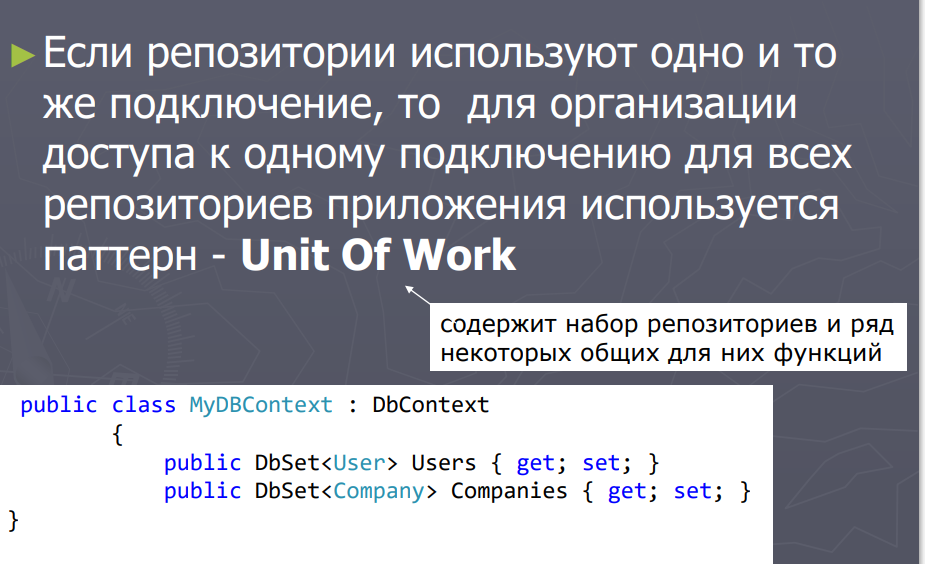 Если репозитории используют одно и то
же подключение, то для организации
доступа к одному подключению для всех
репозиториев приложения используется
паттерн - Unit Of Work
содержит набор репозиториев и ряд
некоторых общих для них функций
public class MyDBContext : DbContext
{
public DbSet<User> Users { get; set; }
public DbSet<Company> Companies { get; set; }
}